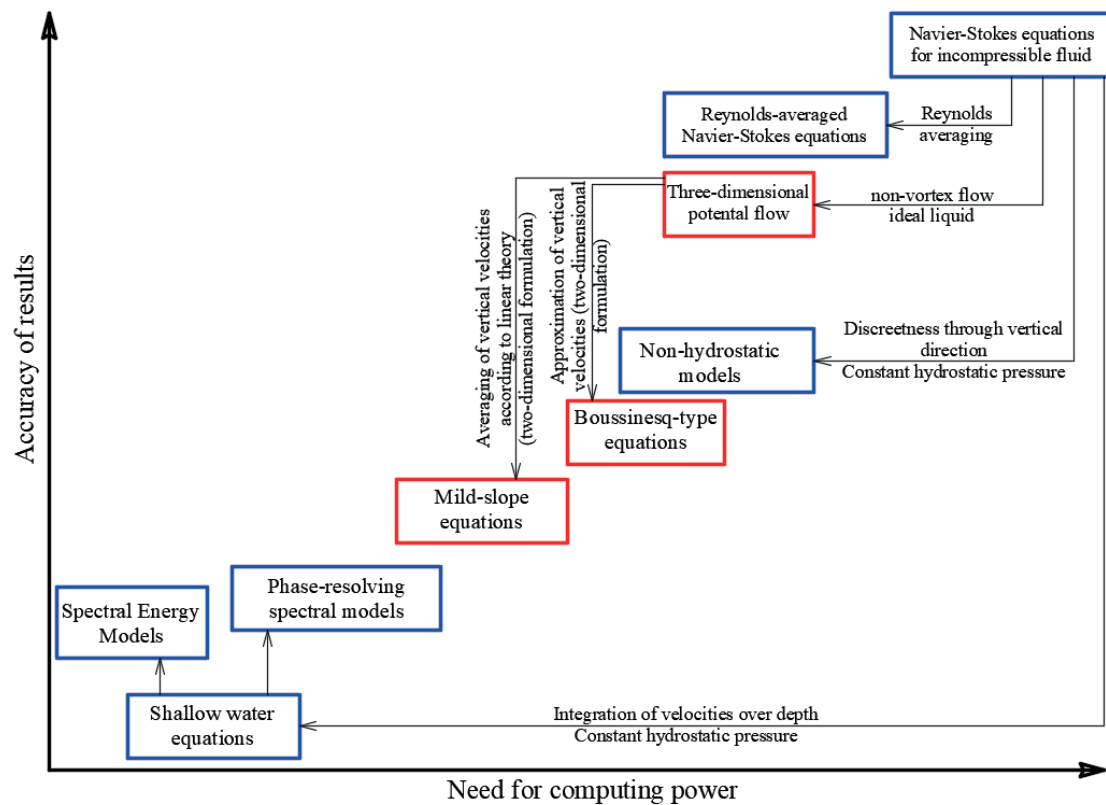 Navier-Stokes equations
for incompressible fluid
Reynolds-averaged
Navier-Stokes equations
Reynolds
averaging
Three-dimensional
potental flow
non-vortex flow
ideal liquid
Averaging of vertical velocities
according to linear theory
(two-dimensional formulation)
Approximation of vertical
velocities (two-dimensional
formulation)
Non-hydrostatic
models
Discreetness through vertical
direction
Constant hydrostatic pressure
Boussinesq-type
equations
Mild-slope
equations
Phase-resolving
spectral models
Spectral Energy
Models
Shallow water
equations
Integration of velocities over depth
Constant hydrostatic pressure
Accuracy of results
Need for computing power